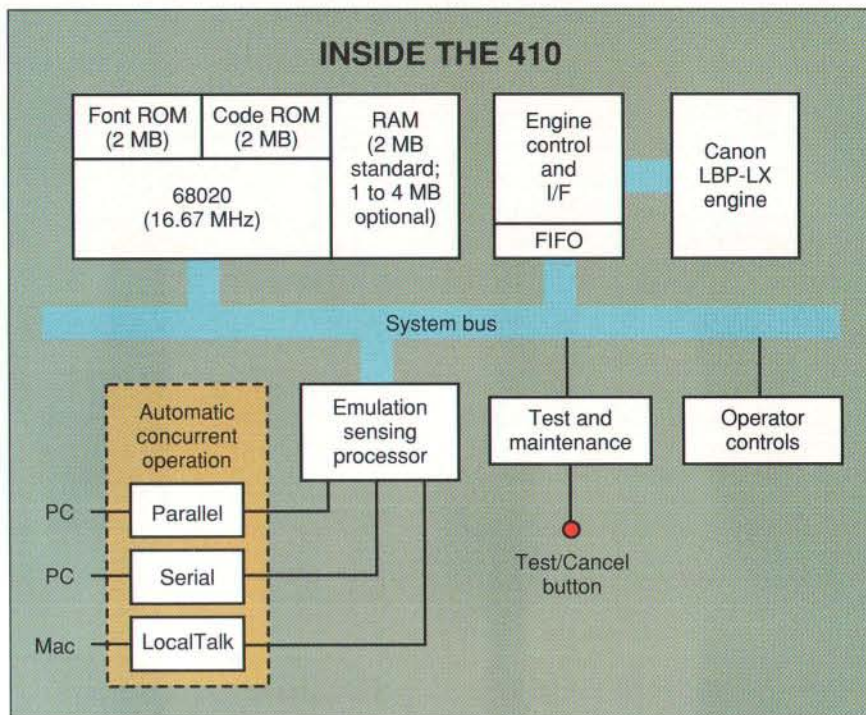 INSIDE THE 410
Font ROM
(2 MB)
Code ROM
(2 MB)
RAM
(2 MB
standard;
1 to 4 MB
optional)
68020
(16.67 MHz)
Engine
control
and
I/F
FIFO
Canon
LBP-LX
engine
System bus
Automatic
concurrent
operation
Emulation
sensing
processor
Test and
maintenance
Operator
controls
PC
Parallel
PC
Serial
Mac
LocalTalk
Test/Cancel
button